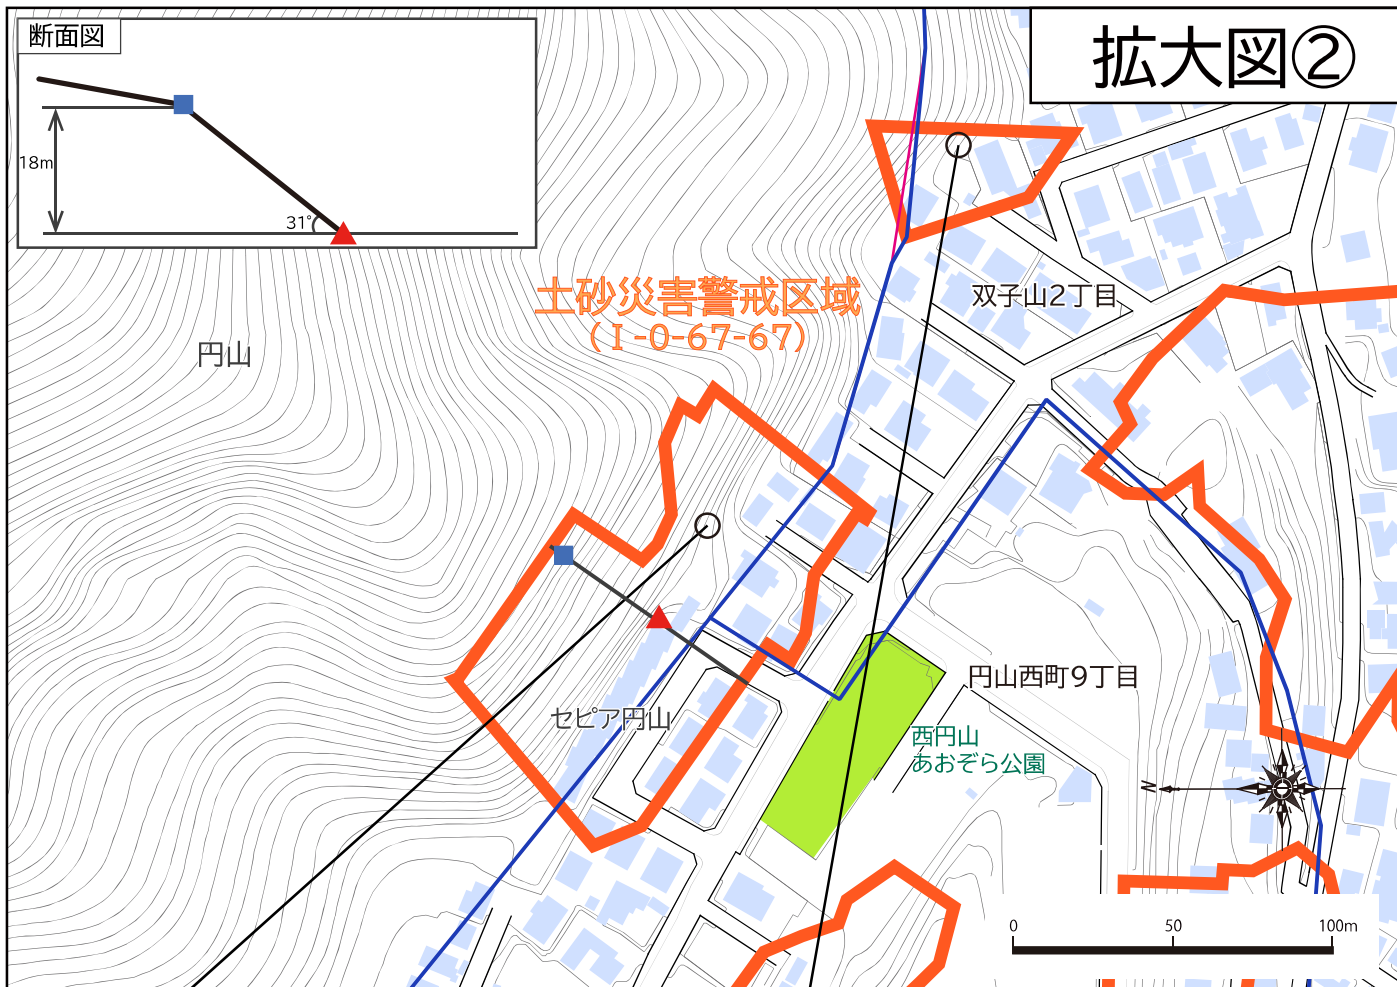 断面図
18m
31°
拡大図②
土砂災害警戒区域
（Ⅰ-0-67-67）
円山
双子山2丁目
円山西町9丁目
セピア円山
西円山
あおぞら公園
N
0 50 100m